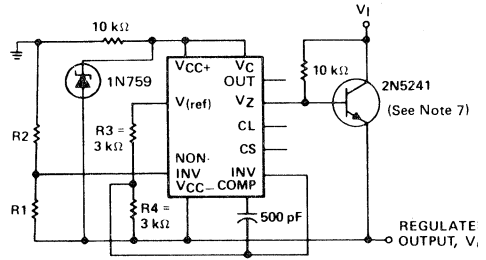 10 kΩ
VI
VCC+
VC
OUT
10 kΩ
2N5241
(See Note 7)
1N759
V(ref)
VZ
R3 =
3 kΩ
CL
R2
CS
NON-
INV
INV
VCC−
COMP
R1
R4 =
3 kΩ
500 pF
REGULATE
OUTPUT, V